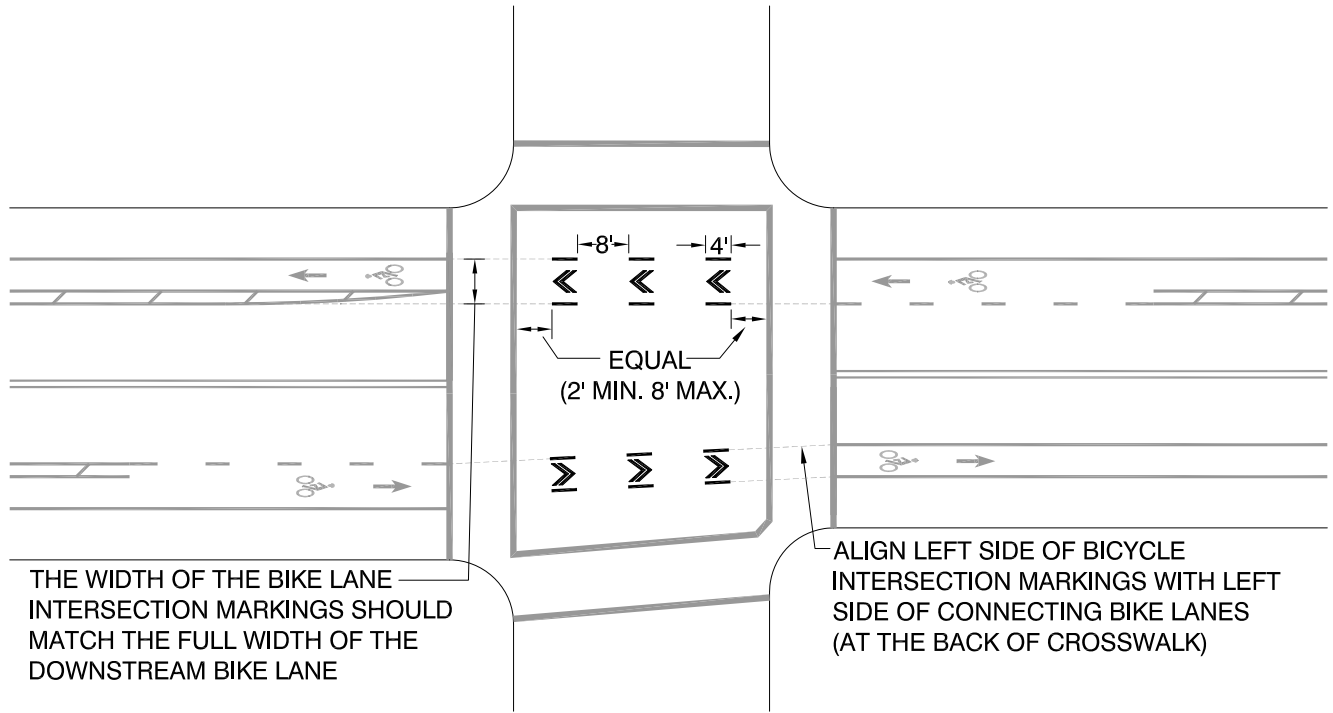 8'
4'
EQUAL
(2' MIN. 8' MAX.)
THE WIDTH OF THE BIKE LANE
INTERSECTION MARKINGS SHOULD
MATCH THE FULL WIDTH OF THE
DOWNSTREAM BIKE LANE
ALIGN LEFT SIDE OF BICYCLE
INTERSECTION MARKINGS WITH LEFT
SIDE OF CONNECTING BIKE LANES
(AT THE BACK OF CROSSWALK)